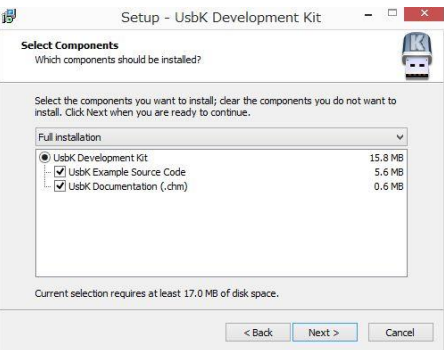 Setup - UsbK Development Kit
Select Components
Which components should be installed?
K
Select the components you want to install; clear the components you do not want to
install. Click Next when you are ready to continue.
Full installation
UsbK Development Kit 15.8 MB
UsbK Example Source Code 5.6 MB
UsbK Documentation (.chm) 0.6 MB
Current selection requires at least 17.0 MB of disk space.
< Back Next > Cancel